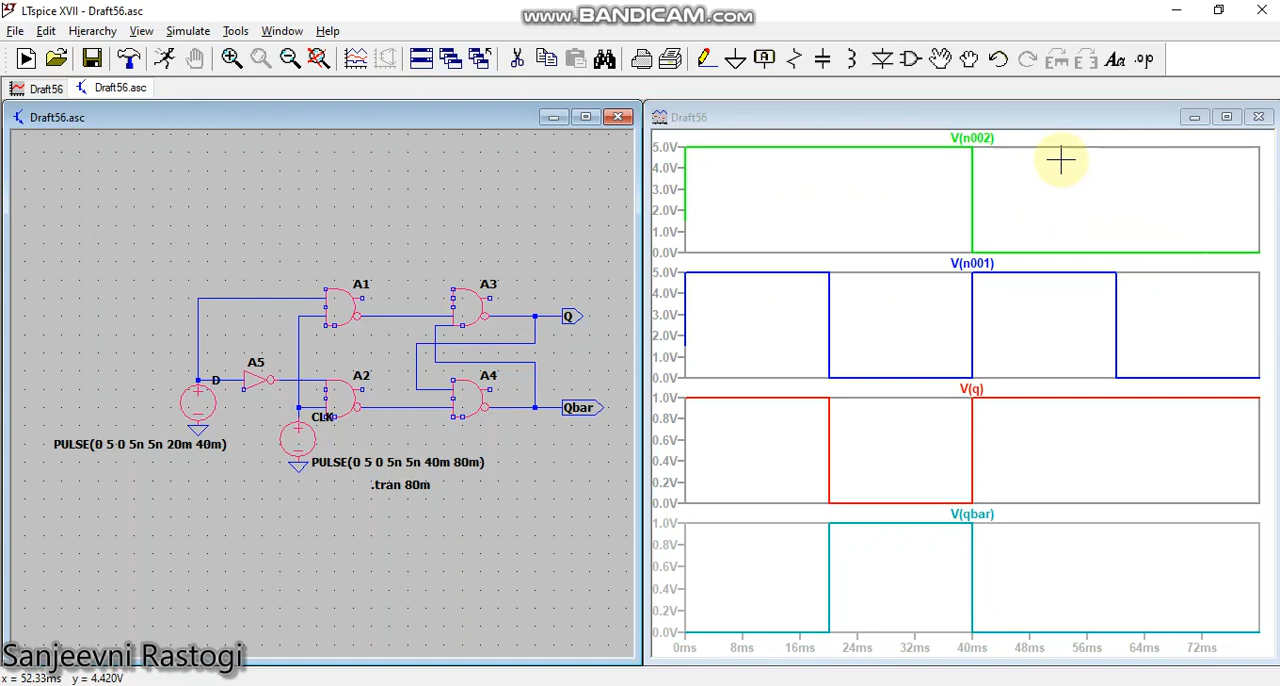 LTspice XVII - Draft56.asc
www.BANDICAM.com
File Edit Hierarchy View Simulate Tools Window Help
Draft56 Draft56.asc
Draft56.asc
A1 A3
Q
A5 A2 A4
D
CLK
Qbar
PULSE(0 5 0 5n 5n 20m 40m)
PULSE(0 5 0 5n 5n 40m 80m)
.tran 80m
Sanjeevni Rastogi
Draft56
V(n002)
5.0V
4.0V
3.0V
2.0V
1.0V
0.0V
V(n001)
5.0V
4.0V
3.0V
2.0V
1.0V
0.0V
V(q)
1.0V
0.8V
0.6V
0.4V
0.2V
0.0V
V(qbar)
1.0V
0.8V
0.6V
0.4V
0.2V
0.0V
0ms 8ms 16ms 24ms 32ms 40ms 48ms 56ms 64ms 72ms
x = 52.33ms y = 4.420V